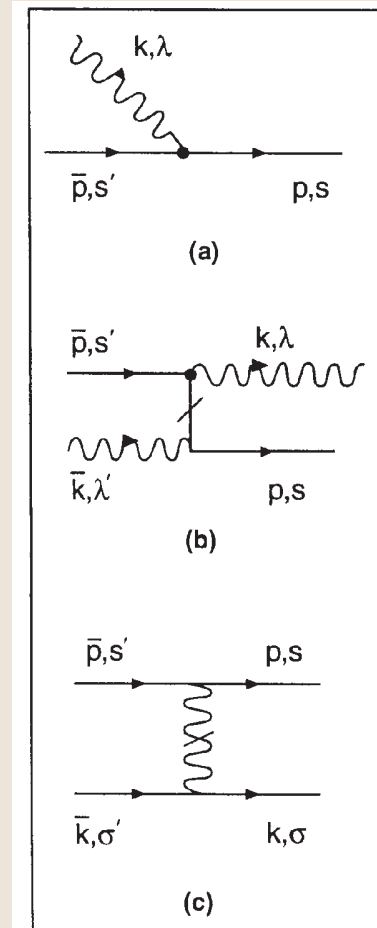 k,λ
p̄,s′ p,s
(a)
p̄,s′ k,λ
k̄,λ′ p,s
(b)
p̄,s′ p,s
k̄,σ′ k,σ
(c)